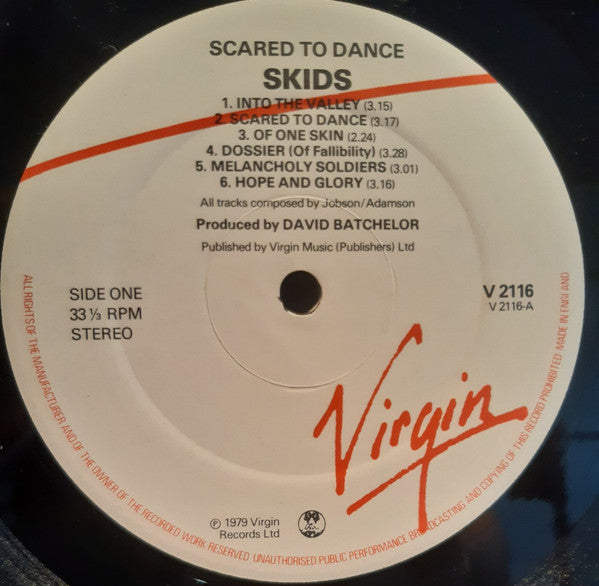 SCARED TO DANCE
SKIDS
1. INTO THE VALLEY (3.15)
2. SCARED TO DANCE (3.17)
3. OF ONE SKIN (2.24)
4. DOSSIER (Of Fallibility) (3.28)
5. MELANCHOLY SOLDIERS (3.01)
6. HOPE AND GLORY (3.16)
All tracks composed by Jobson/Adamson
Produced by DAVID BATCHELOR
Published by Virgin Music (Publishers) Ltd
SIDE ONE
33⅓ RPM
STEREO
V 2116
V 2116-A
Virgin
℗ 1979 Virgin
Records Ltd
ALL RIGHTS OF THE MANUFACTURER AND OF THE OWNER OF THE RECORDED WORK RESERVED UNAUTHORISED PUBLIC PERFORMANCE BROADCASTING AND COPYING OF THIS RECORD PROHIBITED MADE IN ENGLAND